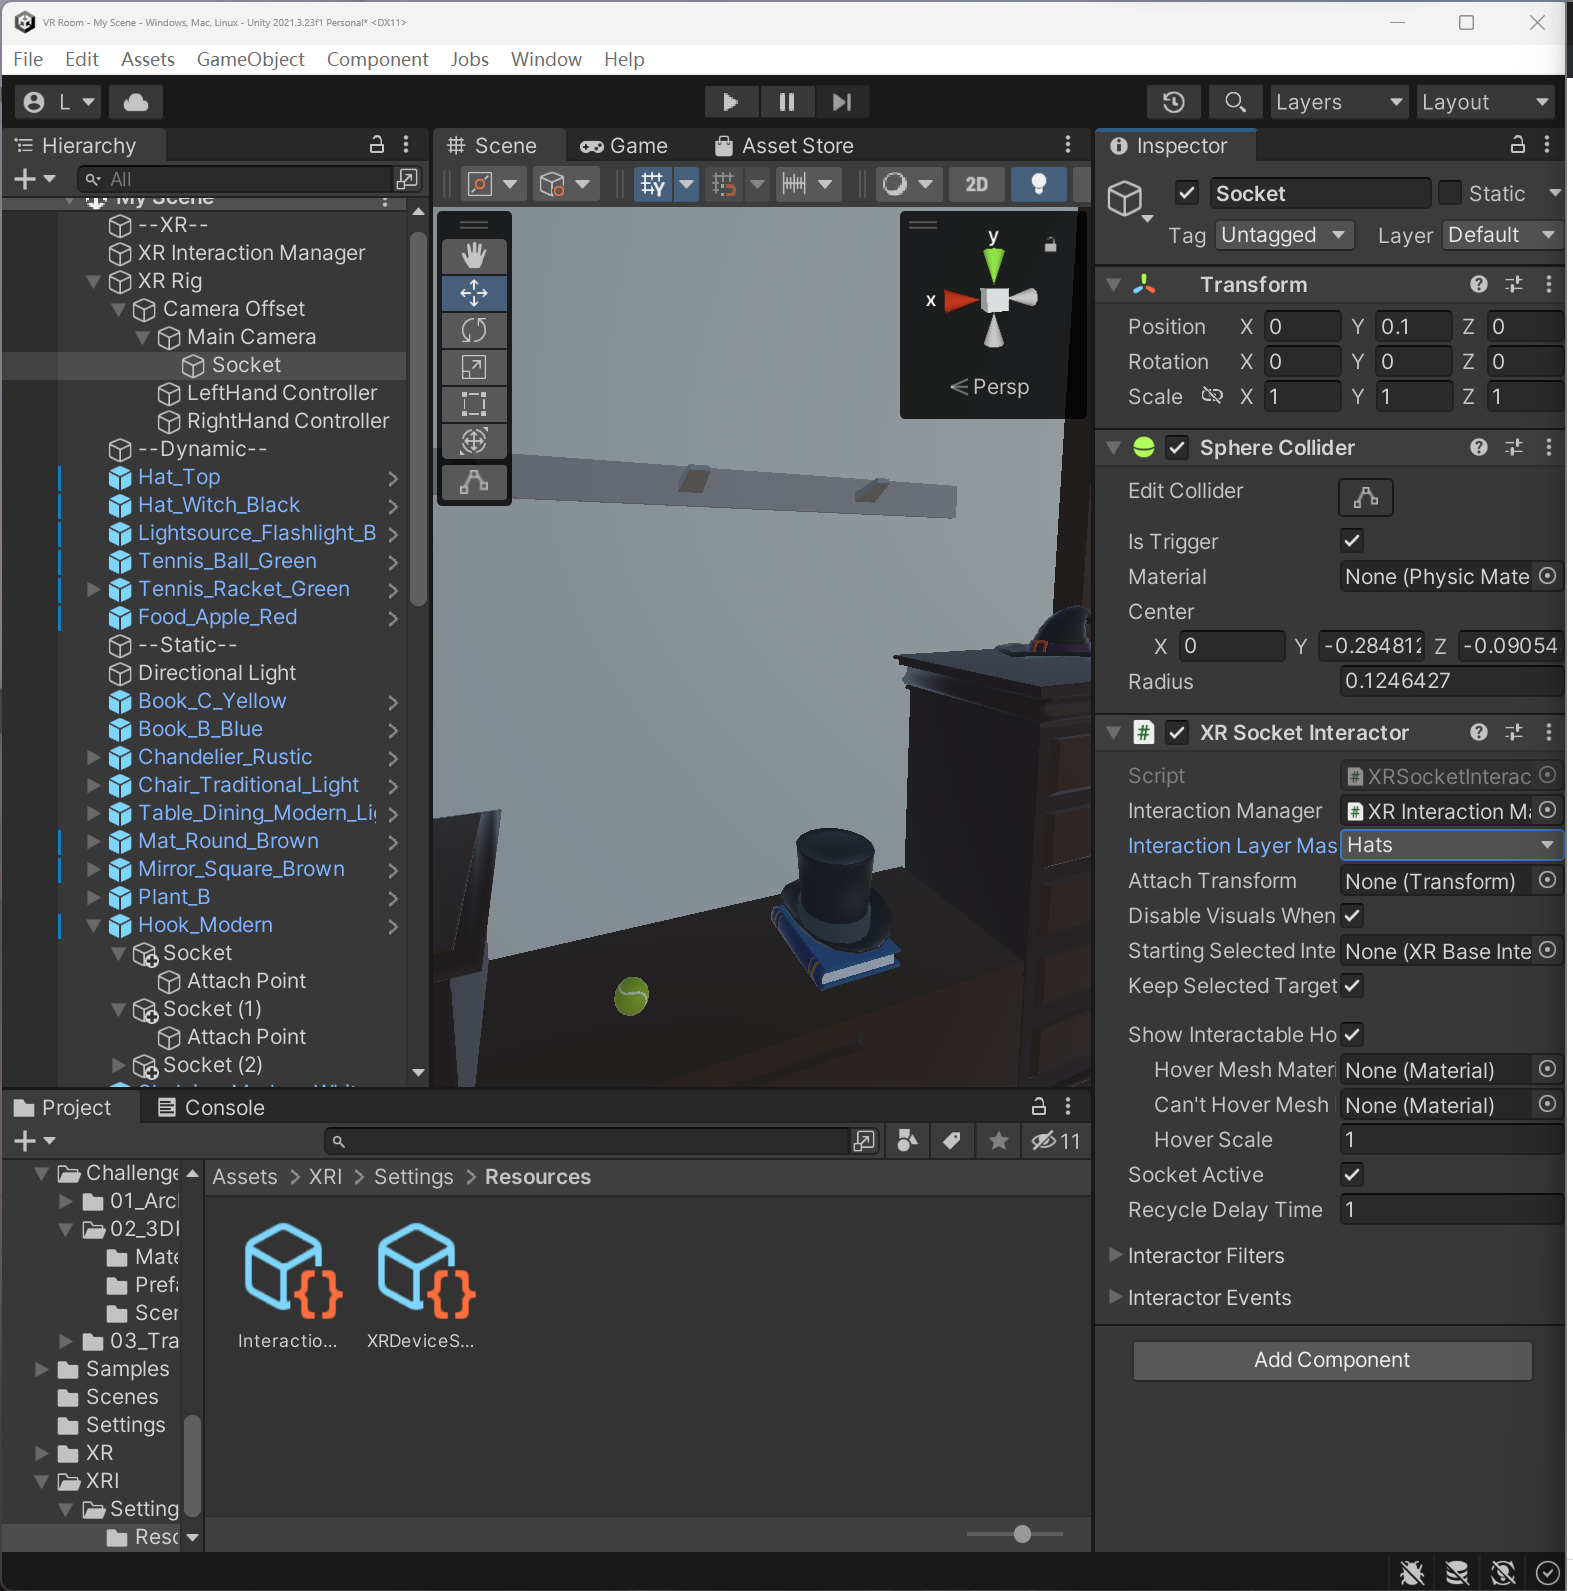 VR Room - My Scene - Windows, Mac, Linux - Unity 2021.3.23f1 Personal* <DX11>
File Edit Assets GameObject Component Jobs Window Help
L Layers Layout
Hierarchy
All
My Scene
--XR--
XR Interaction Manager
XR Rig
Camera Offset
Main Camera
Socket
LeftHand Controller
RightHand Controller
--Dynamic--
Hat_Top
Hat_Witch_Black
Lightsource_Flashlight_B
Tennis_Ball_Green
Tennis_Racket_Green
Food_Apple_Red
--Static--
Directional Light
Book_C_Yellow
Book_B_Blue
Chandelier_Rustic
Chair_Traditional_Light
Table_Dining_Modern_Li
Mat_Round_Brown
Mirror_Square_Brown
Plant_B
Hook_Modern
Socket
Attach Point
Socket (1)
Attach Point
Socket (2)
Scene Game Asset Store
2D
y
x
< Persp
Inspector
Socket Static
Tag Untagged Layer Default
Transform
Position X 0 Y 0.1 Z 0
Rotation X 0 Y 0 Z 0
Scale X 1 Y 1 Z 1
Sphere Collider
Edit Collider
Is Trigger
Material None (Physic Mate
Center
X 0 Y -0.284812 Z -0.09054
Radius 0.1246427
# XR Socket Interactor
Script # XRSocketInterac
Interaction Manager # XR Interaction Ma
Interaction Layer Mas Hats
Attach Transform None (Transform)
Disable Visuals When
Starting Selected Inte None (XR Base Inte
Keep Selected Target
Show Interactable Ho
Hover Mesh Materi None (Material)
Can't Hover Mesh None (Material)
Hover Scale 1
Socket Active
Recycle Delay Time 1
Interactor Filters
Interactor Events
Add Component
Project Console
11
Challenge
01_Arc
02_3D
Mate
Prefa
Scer
03_Tra
Samples
Scenes
Settings
XR
XRI
Setting
Reso
Assets > XRI > Settings > Resources
Interactio... XRDeviceS...